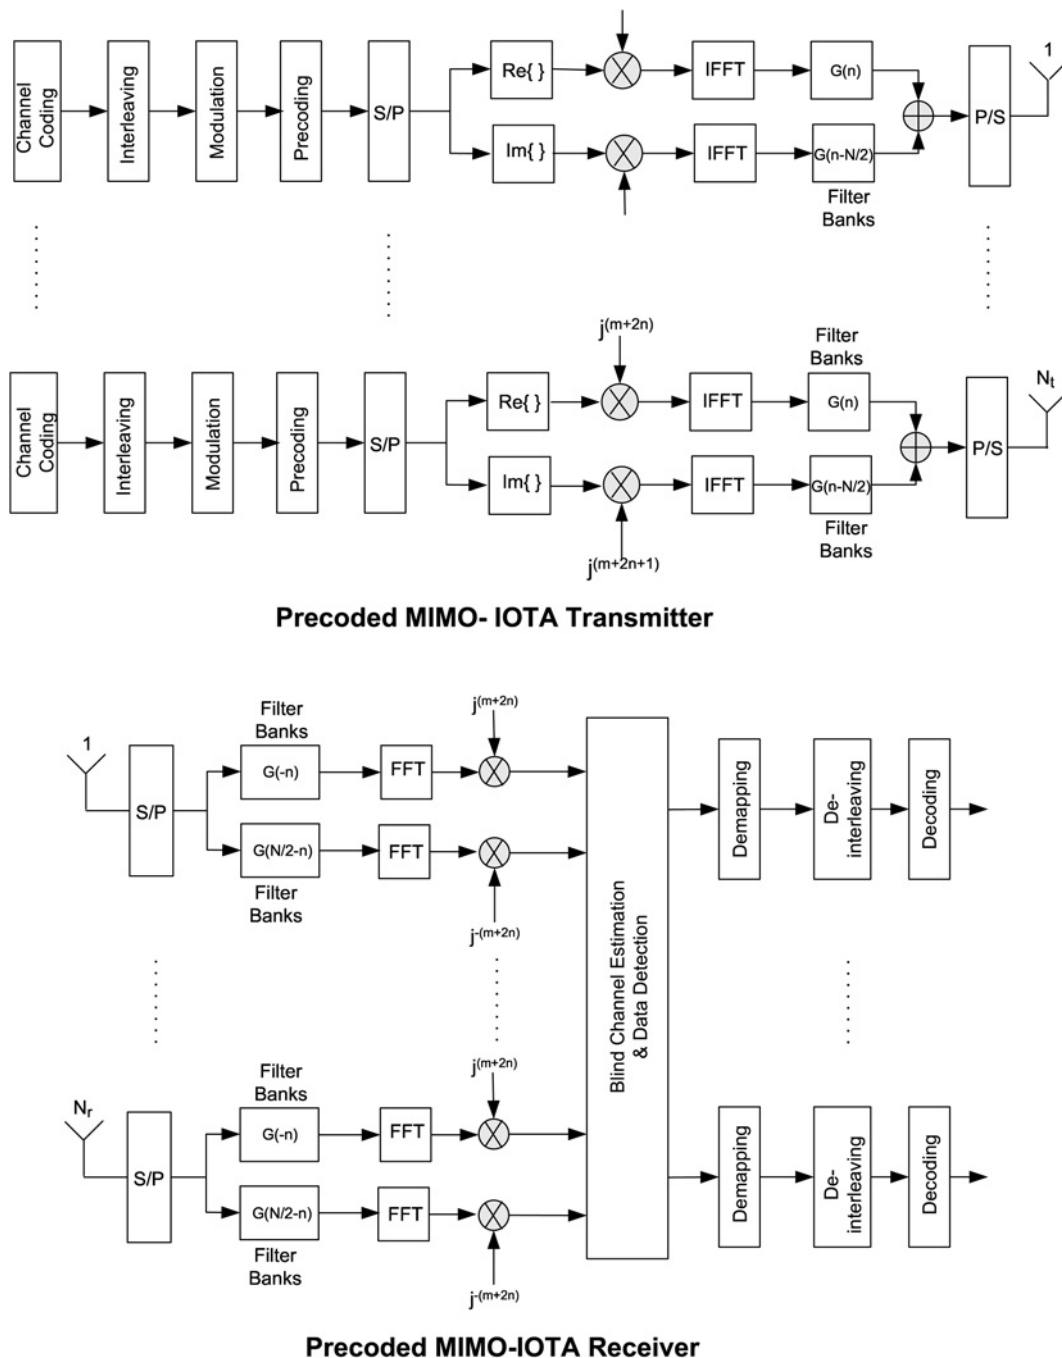 Channel
Coding
Interleaving
Modulation
Precoding
S/P
Re{ }
IFFT
G(n)
Im{ }
IFFT
G(n-N/2)
Filter
Banks
P/S
1
Channel
Coding
Interleaving
Modulation
Precoding
S/P
j(m+2n)
Re{ }
IFFT
Filter
Banks
G(n)
Im{ }
IFFT
G(n-N/2)
Filter
Banks
j(m+2n+1)
P/S
Nt
Precoded MIMO- IOTA Transmitter
1
S/P
Filter
Banks
G(-n)
FFT
j(m+2n)
G(N/2-n)
FFT
Filter
Banks
j-(m+2n)
Blind Channel Estimation
& Data Detection
Demapping
De-
interleaving
Decoding
Nr
S/P
Filter
Banks
G(-n)
FFT
j(m+2n)
G(N/2-n)
FFT
Filter
Banks
j-(m+2n)
Demapping
De-
interleaving
Decoding
Precoded MIMO-IOTA Receiver